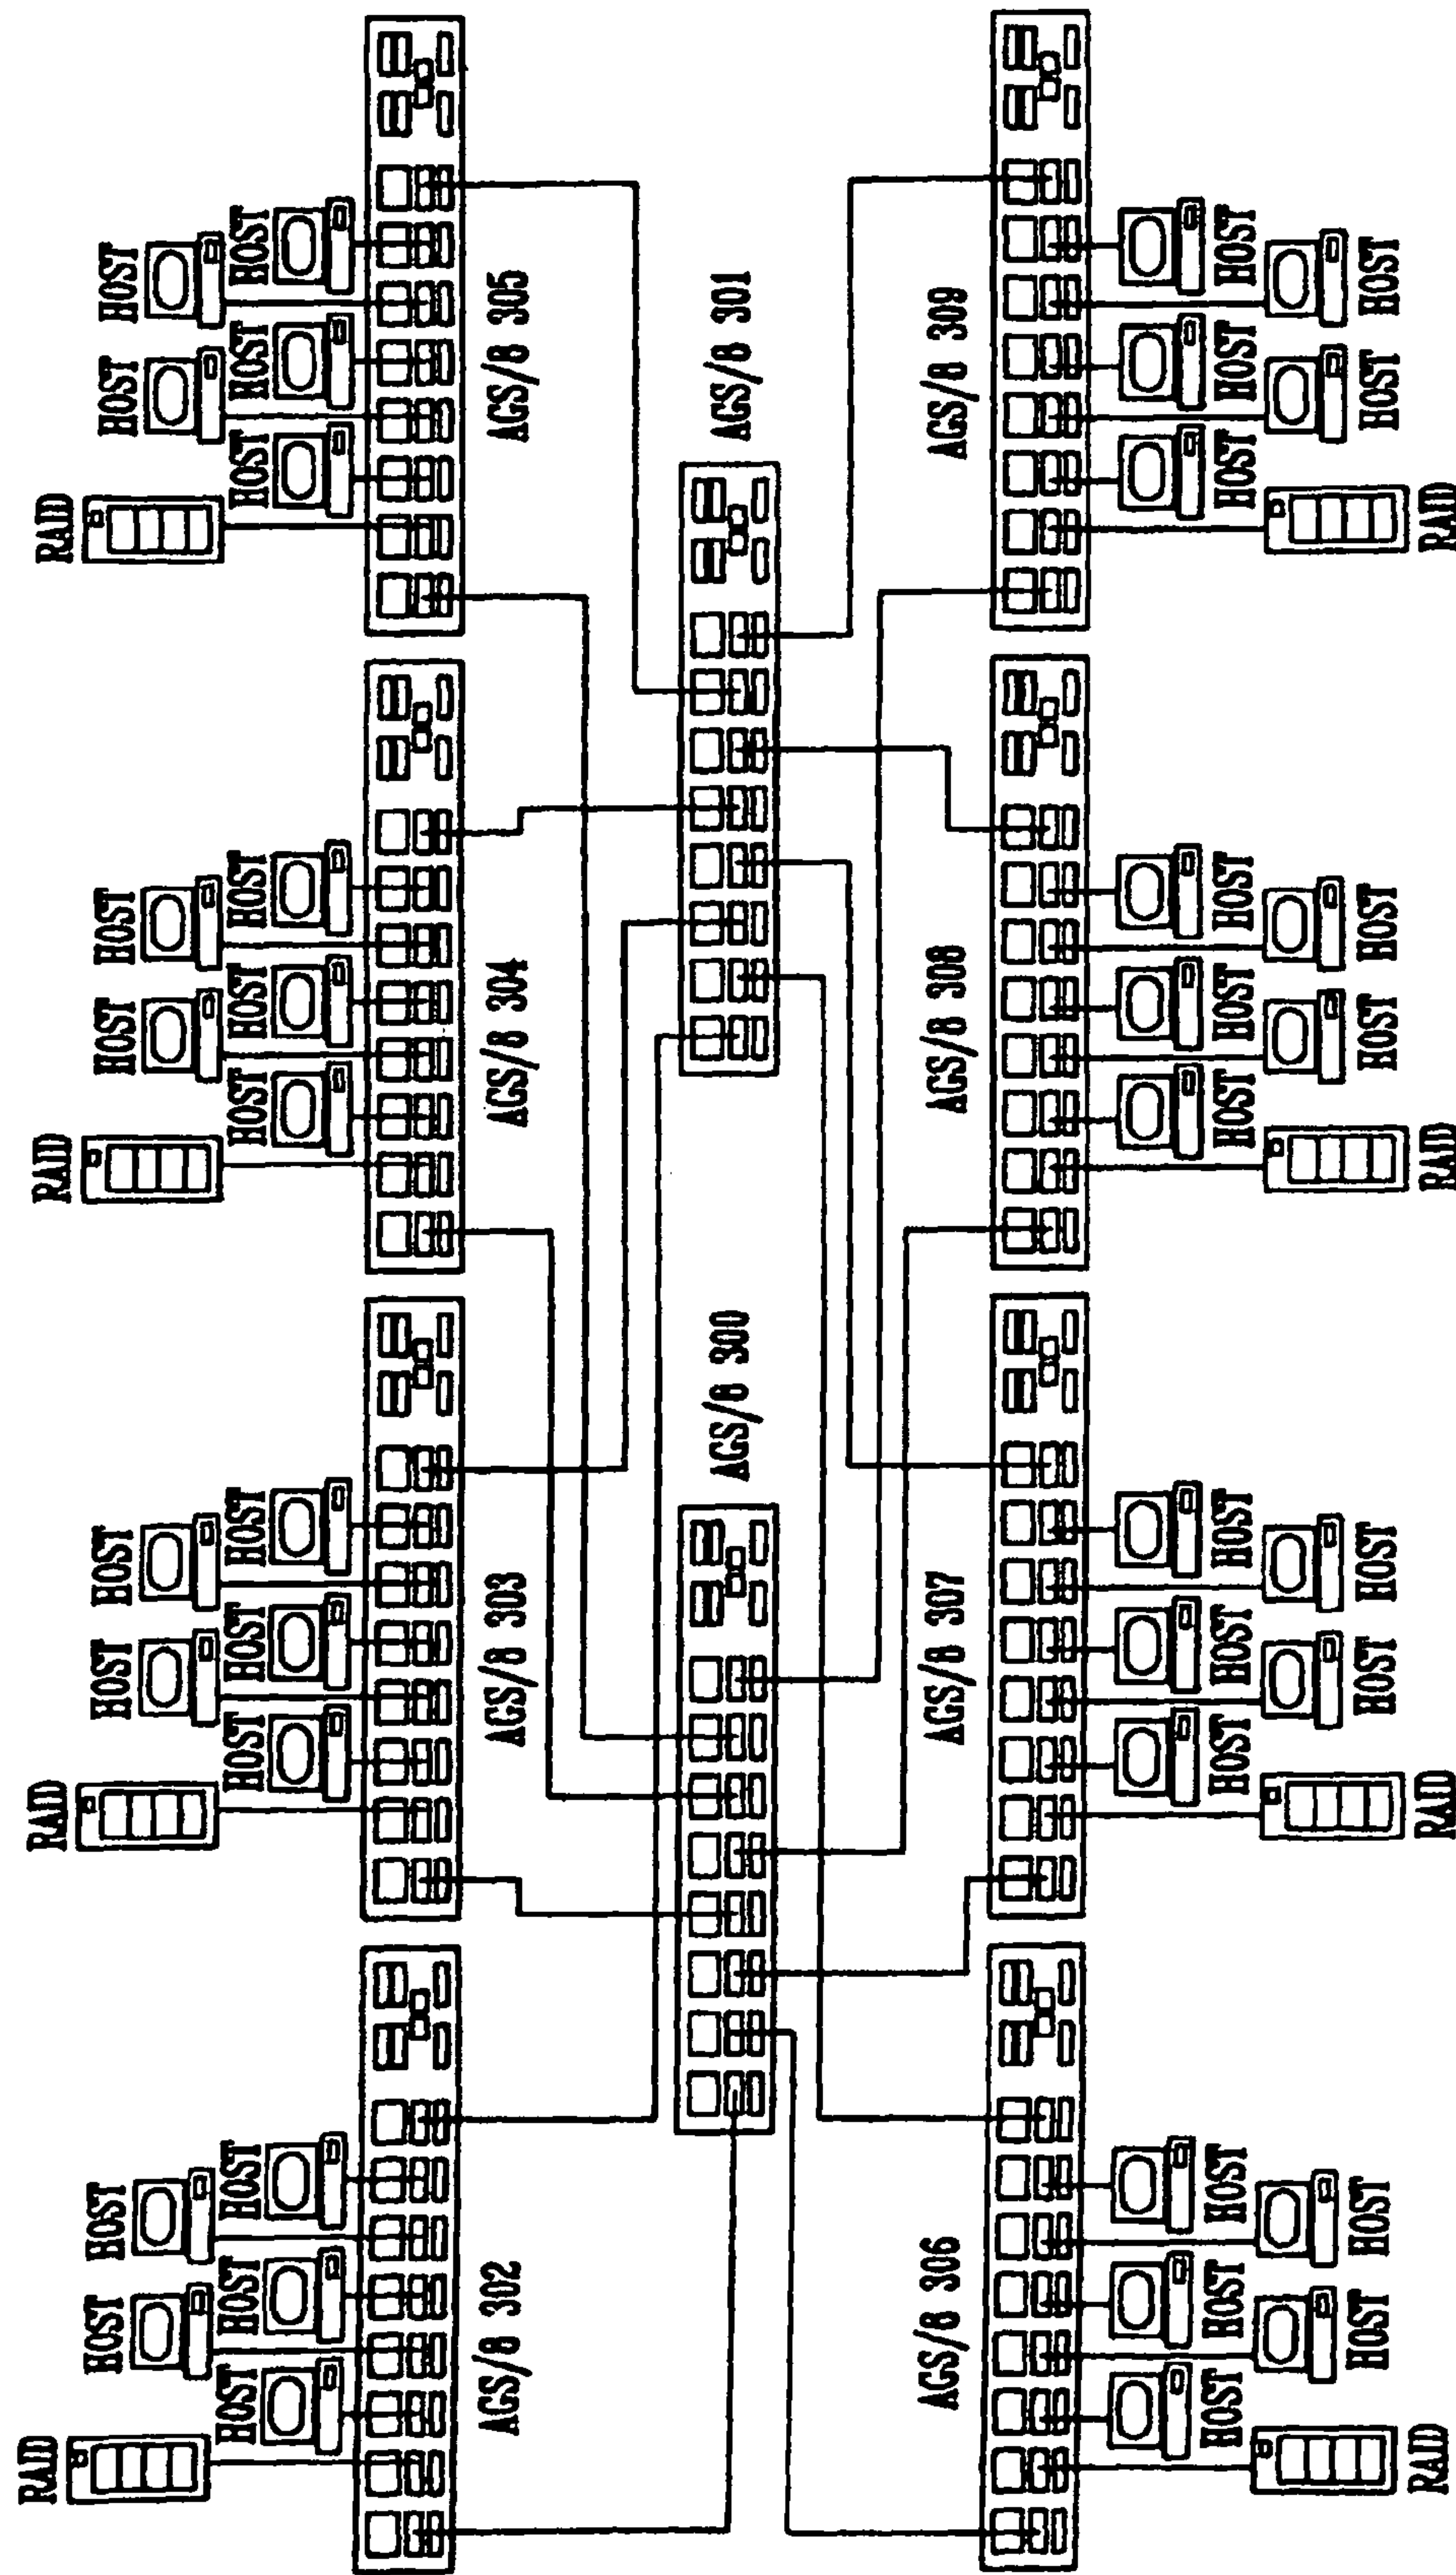 RAID RAID RAID RAID
HOST HOST HOST HOST HOST HOST HOST HOST
HOST HOST HOST HOST HOST HOST HOST HOST HOST HOST HOST HOST
AGS/8 302 AGS/8 303 AGS/8 304 AGS/8 305
AGS/8 300 AGS/8 301
AGS/8 306 AGS/8 307 AGS/8 308 AGS/8 309
HOST HOST HOST HOST HOST HOST HOST HOST HOST HOST HOST HOST
HOST HOST HOST HOST HOST HOST HOST HOST
RAID RAID RAID RAID